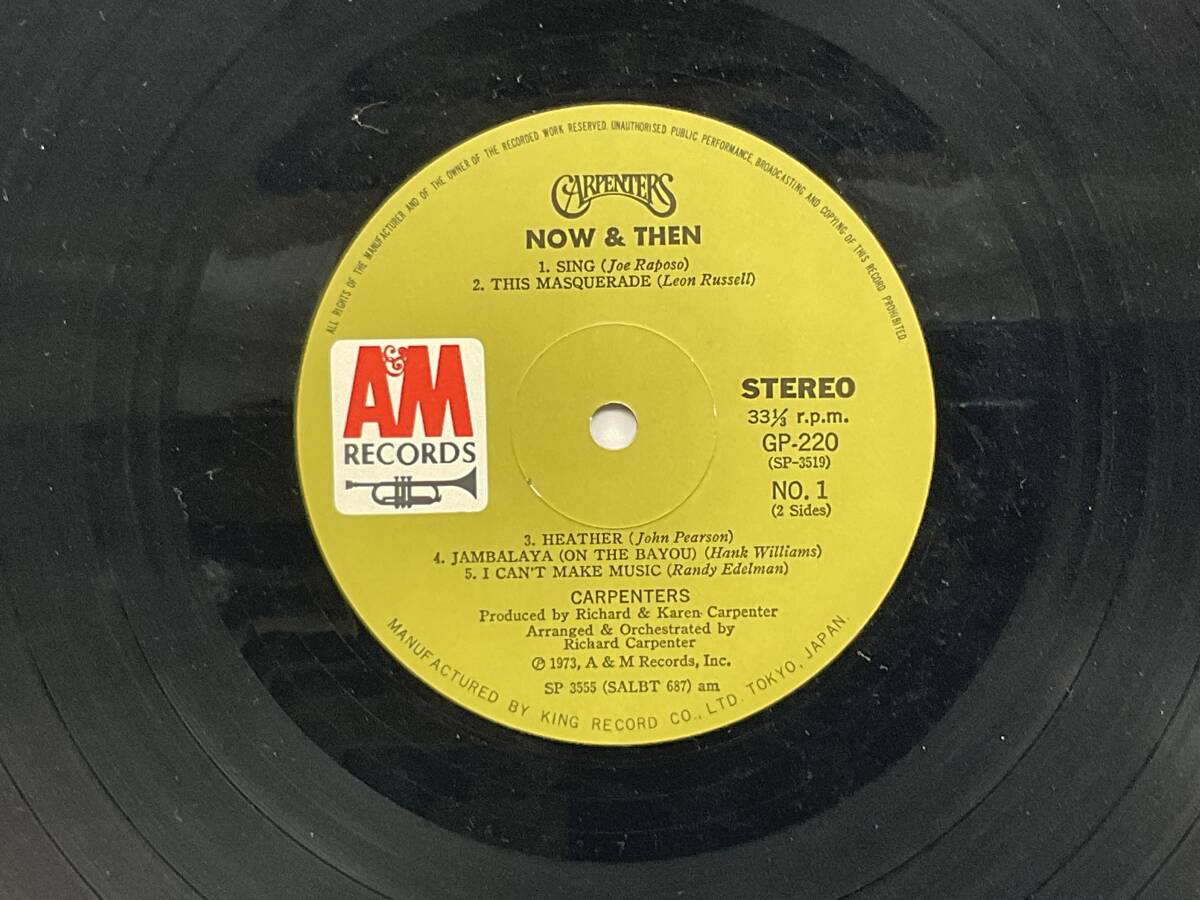 ALL RIGHTS OF THE MANUFACTURER AND OF THE OWNER OF THE RECORDED WORK RESERVED. UNAUTHORISED PUBLIC PERFORMANCE, BROADCASTING AND COPYING OF THIS RECORD PROHIBITED.
CARPENTERS
NOW & THEN
1. SING (Joe Raposo)
2. THIS MASQUERADE (Leon Russell)
A&M
RECORDS
STEREO
33⅓ r.p.m.
GP-220
(SP-3519)
NO. 1
(2 Sides)
3. HEATHER (John Pearson)
4. JAMBALAYA (ON THE BAYOU) (Hank Williams)
5. I CAN'T MAKE MUSIC (Randy Edelman)
CARPENTERS
Produced by Richard & Karen Carpenter
Arranged & Orchestrated by
Richard Carpenter
℗ 1973, A & M Records, Inc.
SP 3555 (SALBT 687) am
MANUFACTURED BY KING RECORD CO., LTD. TOKYO, JAPAN.